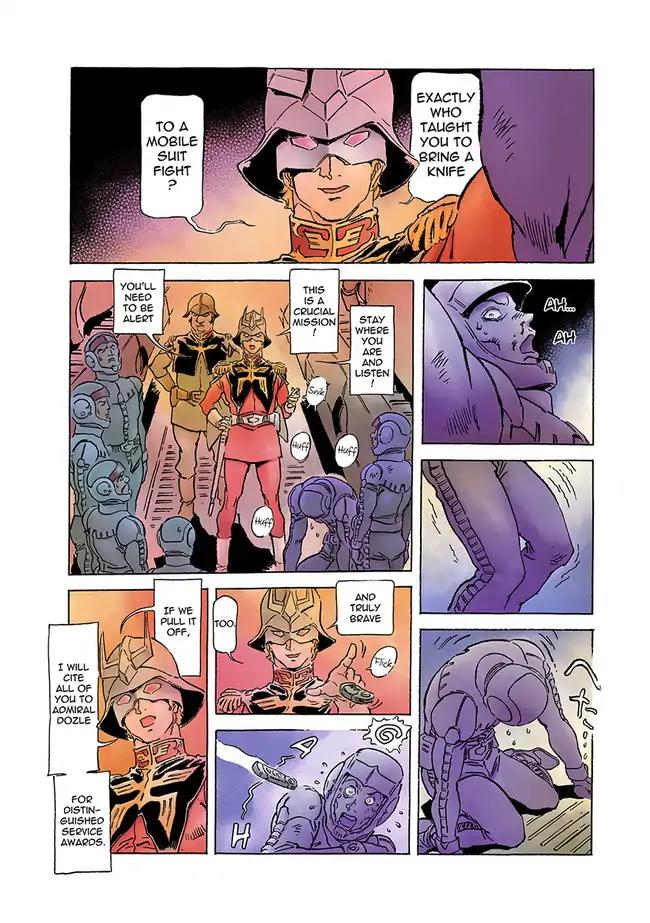 EXACTLY
WHO
TAUGHT
YOU TO
BRING A
KNIFE
TO A
MOBILE
SUIT
FIGHT
?
AH...
AH
STAY
WHERE
YOU ARE
AND
LISTEN
!
Snik
Huff
Huff
Huff
THIS
IS A
CRUCIAL
MISSION
!
YOU'LL
NEED
TO BE
ALERT
AND
TRULY
BRAVE
TOO.
Flick
A
H
IF WE
PULL IT
OFF,
I WILL
CITE
ALL OF
YOU TO
ADMIRAL
DOZLE
FOR
DISTIN-
GUISHED
SERVICE
AWARDS.